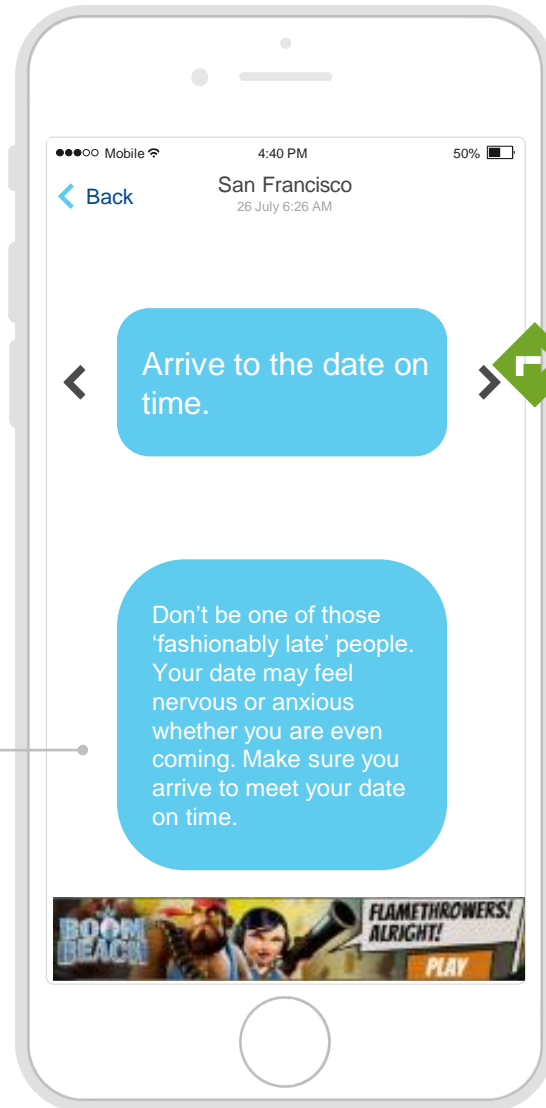 Mobile 4:40 PM 50%
Back San Francisco
26 July 6:26 AM
Arrive to the date on
time.
Don’t be one of those
‘fashionably late’ people.
Your date may feel
nervous or anxious
whether you are even
coming. Make sure you
arrive to meet your date
on time.
BOOM
BEACH
FLAMETHROWERS!
ALRIGHT!
PLAY